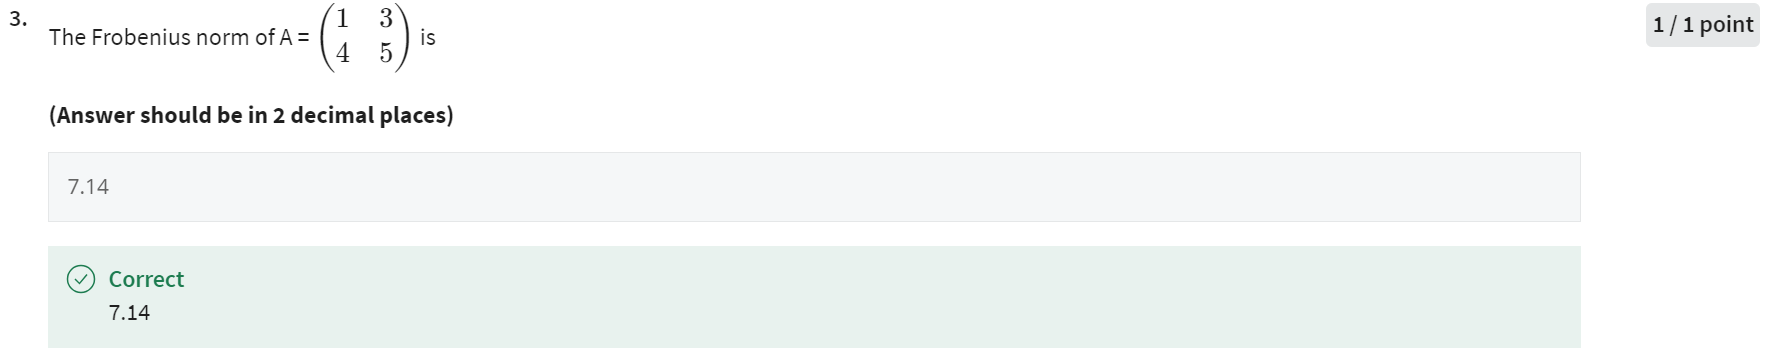 3.
The Frobenius norm of A = (1 3
4 5) is
1 / 1 point
(Answer should be in 2 decimal places)
7.14
Correct
7.14